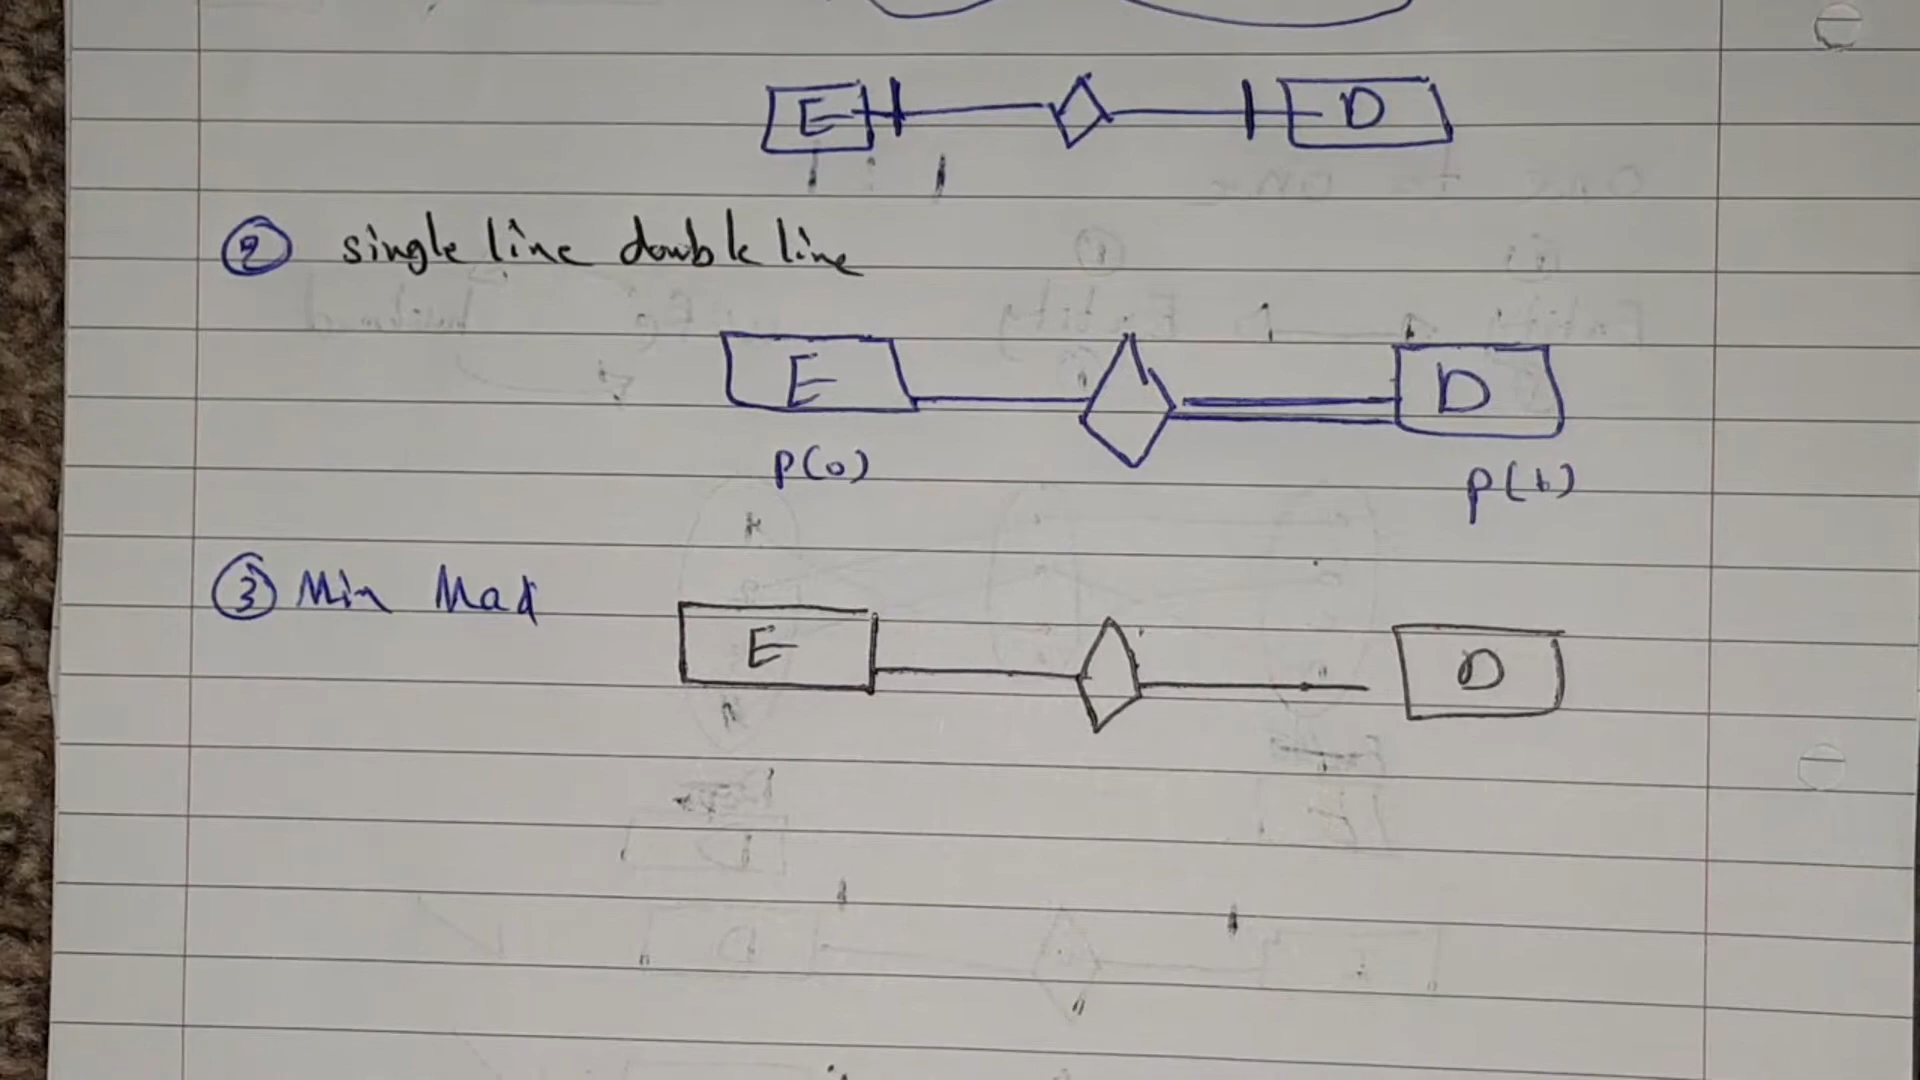 E D
② single line double line
E D
P(o) P(t)
③ Min Max
E D